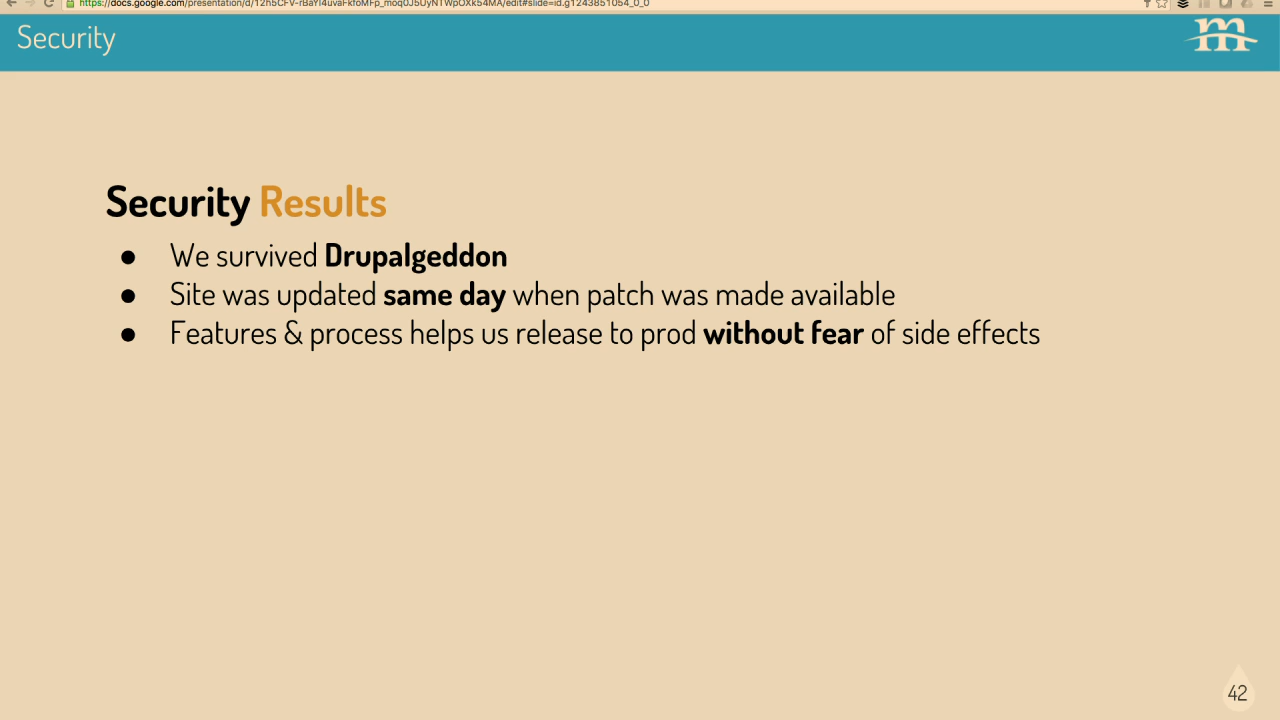 Security
m
Security Results
● We survived Drupalgeddon
● Site was updated same day when patch was made available
● Features & process helps us release to prod without fear of side effects
42